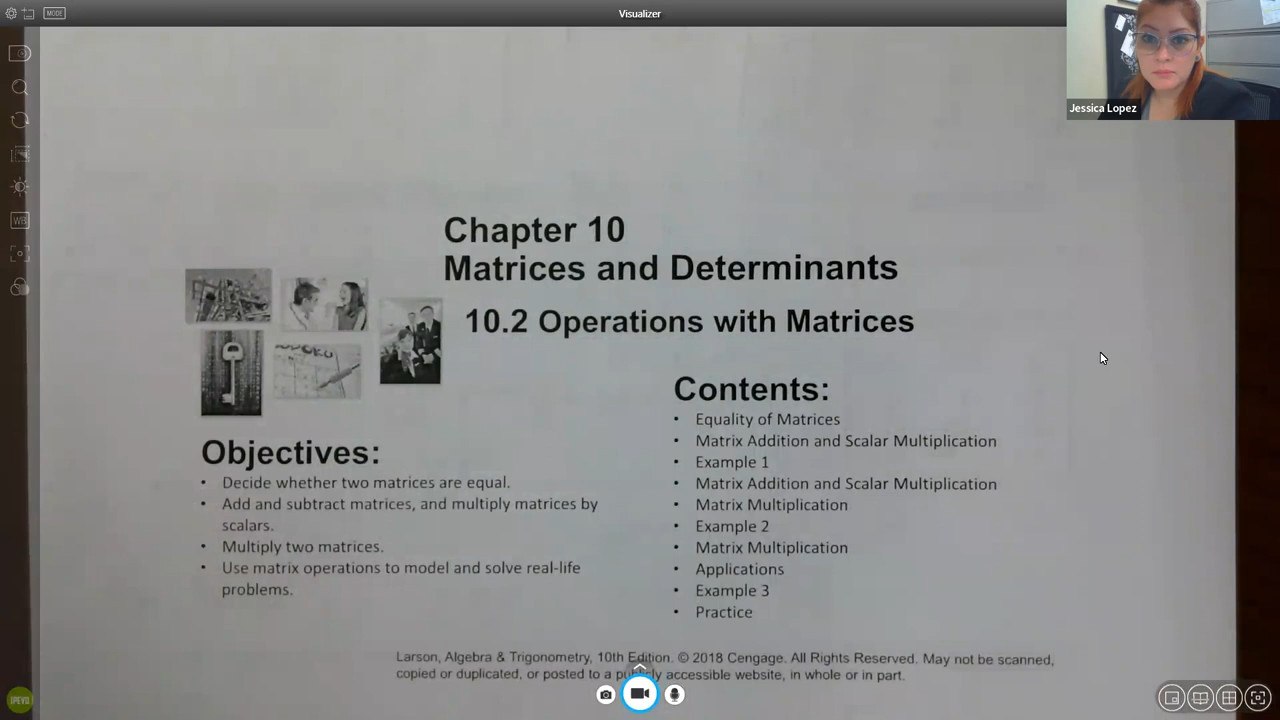 MODE
Visualizer
Jessica Lopez
WB
Chapter 10
Matrices and Determinants
10.2 Operations with Matrices
Objectives:
• Decide whether two matrices are equal.
• Add and subtract matrices, and multiply matrices by
scalars.
• Multiply two matrices.
• Use matrix operations to model and solve real-life
problems.
Contents:
• Equality of Matrices
• Matrix Addition and Scalar Multiplication
• Example 1
• Matrix Addition and Scalar Multiplication
• Matrix Multiplication
• Example 2
• Matrix Multiplication
• Applications
• Example 3
• Practice
Larson, Algebra & Trigonometry, 10th Edition. © 2018 Cengage. All Rights Reserved. May not be scanned,
copied or duplicated, or posted to a publicly accessible website, in whole or in part.
IPEVO